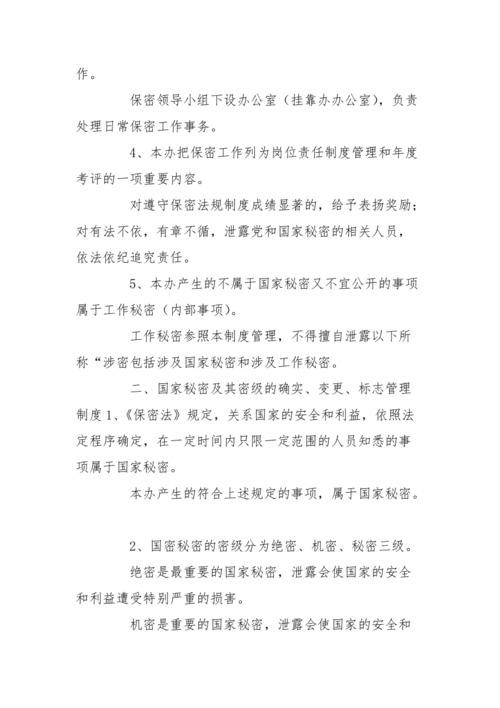 作。
保密领导小组下设办公室（挂靠办办公室），负责
处理日常保密工作事务。
4、本办把保密工作列为岗位责任制度管理和年度
考评的一项重要内容。
对遵守保密法规制度成绩显著的，给予表扬奖励；
对有法不依，有章不循，泄露党和国家秘密的相关人员，
依法依纪追究责任。
5、本办产生的不属于国家秘密又不宜公开的事项
属于工作秘密（内部事项）。
工作秘密参照本制度管理，不得擅自泄露以下所
称“涉密包括涉及国家秘密和涉及工作秘密。
二、国家秘密及其密级的确实、变更、标志管理
制度1、《保密法》规定，关系国家的安全和利益，依照法
定程序确定，在一定时间内只限一定范围的人员知悉的事
项属于国家秘密。
本办产生的符合上述规定的事项，属于国家秘密。
2、国密秘密的密级分为绝密、机密、秘密三级。
绝密是最重要的国家秘密，泄露会使国家的安全
和利益遭受特别严重的损害。
机密是重要的国家秘密，泄露会使国家的安全和